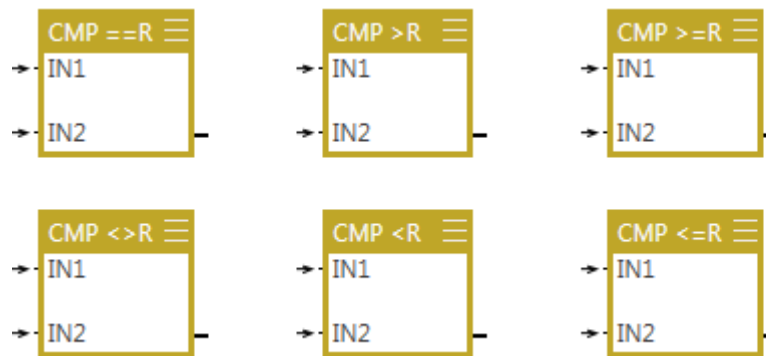 CMP ==R
IN1
IN2
CMP >R
IN1
IN2
CMP >=R
IN1
IN2
CMP <>R
IN1
IN2
CMP <R
IN1
IN2
CMP <=R
IN1
IN2